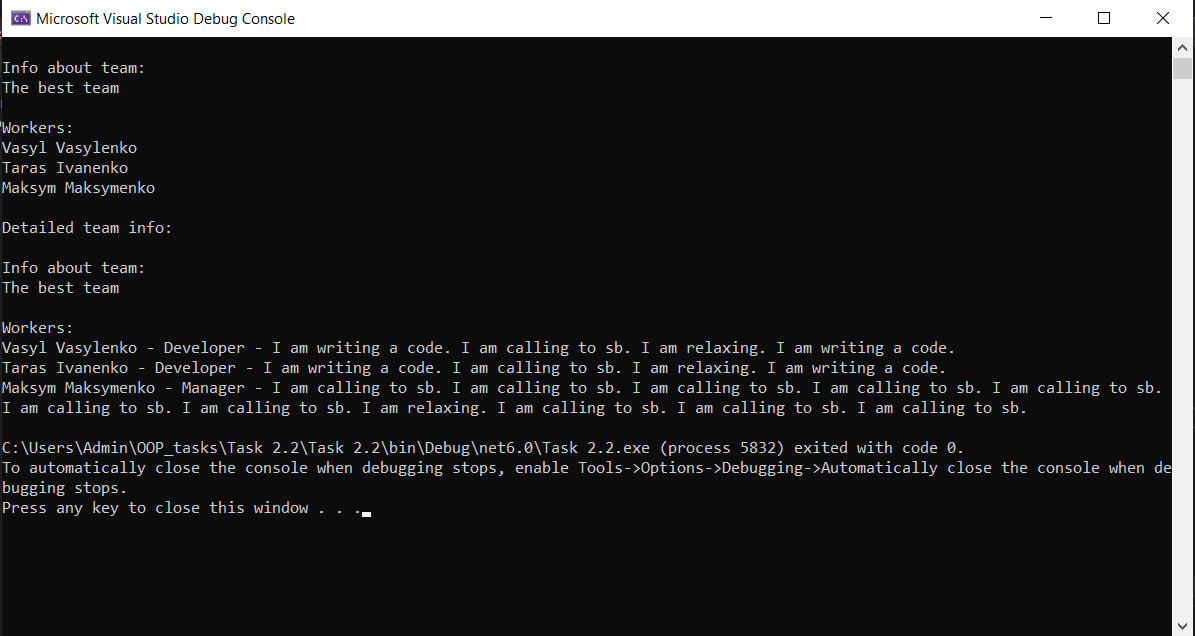 Microsoft Visual Studio Debug Console
Info about team:
The best team
Workers:
Vasyl Vasylenko
Taras Ivanenko
Maksym Maksymenko
Detailed team info:
Info about team:
The best team
Workers:
Vasyl Vasylenko - Developer - I am writing a code. I am calling to sb. I am relaxing. I am writing a code.
Taras Ivanenko - Developer - I am writing a code. I am calling to sb. I am relaxing. I am writing a code.
Maksym Maksymenko - Manager - I am calling to sb. I am calling to sb. I am calling to sb. I am calling to sb. I am calling to sb.
I am calling to sb. I am calling to sb. I am relaxing. I am calling to sb. I am calling to sb. I am calling to sb.
C:\Users\Admin\OOP_tasks\Task 2.2\Task 2.2\bin\Debug\net6.0\Task 2.2.exe (process 5832) exited with code 0.
To automatically close the console when debugging stops, enable Tools->Options->Debugging->Automatically close the console when de
bugging stops.
Press any key to close this window . . .